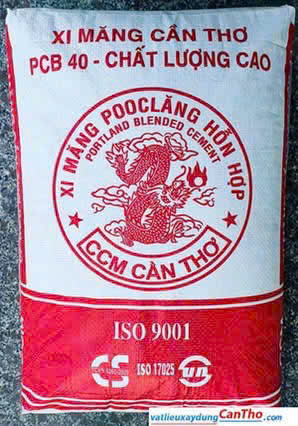 XI MĂNG CẦN THƠ
PCB 40 - CHẤT LƯỢNG CAO
XI MĂNG POOCLĂNG HỖN HỢP
PORTLAND BLENDED CEMENT
CCM CẦN THƠ
ISO 9001
ISO 17025
vatlieuxaydungCanTho.com